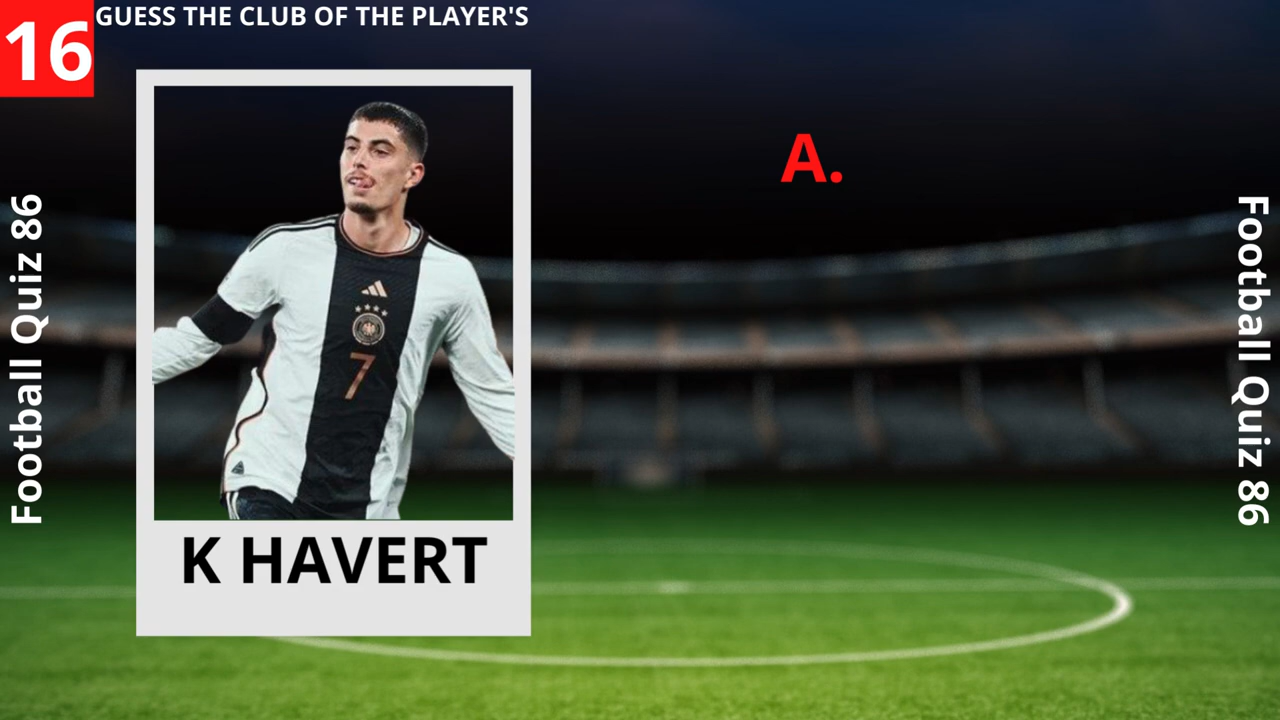 16
GUESS THE CLUB OF THE PLAYER'S
A.
Football Quiz 86
7
K HAVERT
Football Quiz 86